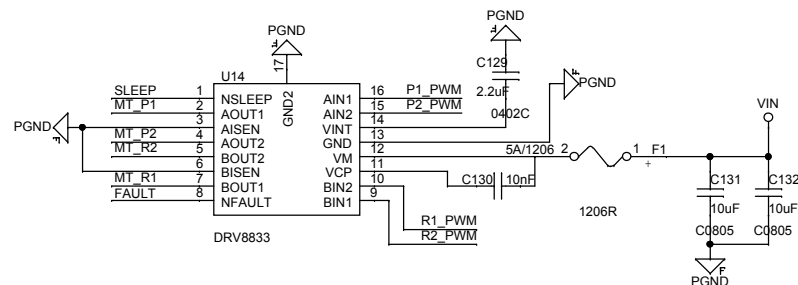 PGND
PGND
U14
17
C129
2.2uF
0402C
PGND
GND2
SLEEP 1 NSLEEP AIN1 16 P1_PWM
MT_P1 2 AOUT1 AIN2 15 P2_PWM
PGND 3 AISEN VINT 14
MT_P2 4 AOUT2 GND 13
MT_R2 5 BOUT2 VM 12
6 BISEN VCP 11
MT_R1 7 BOUT1 BIN2 10
FAULT 8 NFAULT BIN1 9
DRV8833
C130 10nF
5A/1206 2 1 F1
+
1206R
VIN
C131 C132
10uF 10uF
C0805 C0805
R1_PWM
R2_PWM
PGND